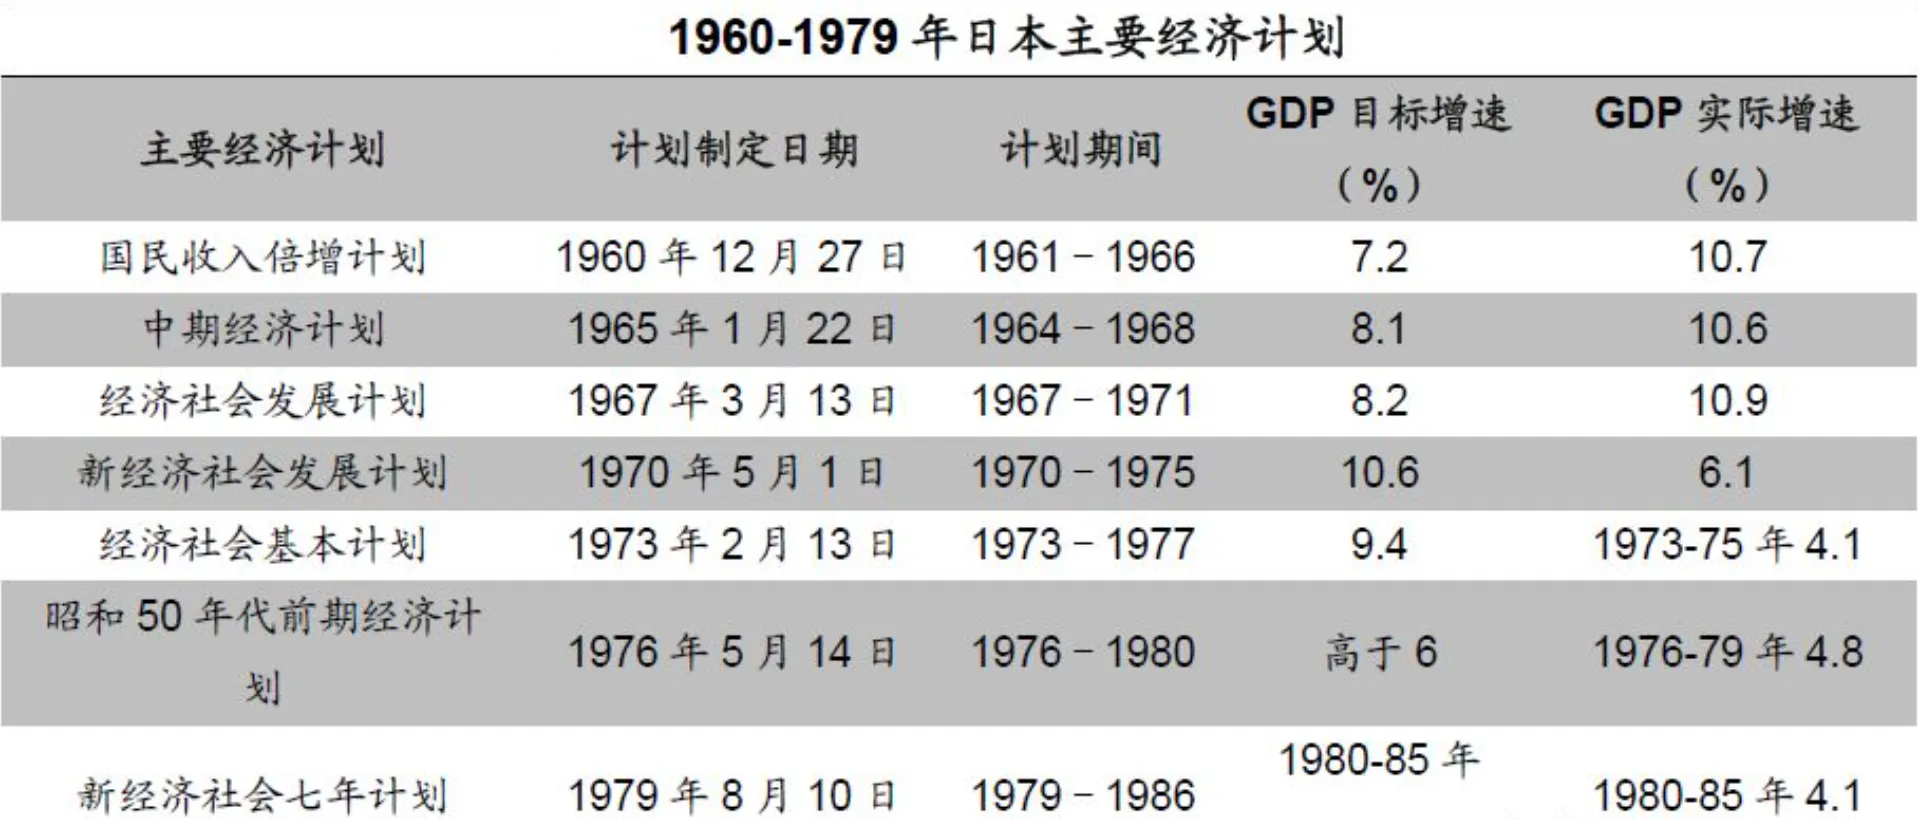 1960-1979 年日本主要经济计划
主要经济计划 计划制定日期 计划期间 GDP 目标增速（%） GDP 实际增速（%）
国民收入倍增计划 1960 年 12 月 27 日 1961－1966 7.2 10.7
中期经济计划 1965 年 1 月 22 日 1964－1968 8.1 10.6
经济社会发展计划 1967 年 3 月 13 日 1967－1971 8.2 10.9
新经济社会发展计划 1970 年 5 月 1 日 1970－1975 10.6 6.1
经济社会基本计划 1973 年 2 月 13 日 1973－1977 9.4 1973-75 年 4.1
昭和 50 年代前期经济计
划 1976 年 5 月 14 日 1976－1980 高于 6 1976-79 年 4.8
新经济社会七年计划 1979 年 8 月 10 日 1979－1986 1980-85 年 1980-85 年 4.1